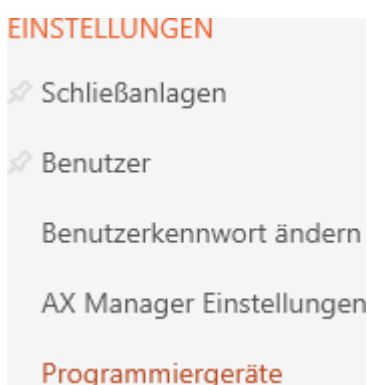 EINSTELLUNGEN
Schließanlagen
Benutzer
Benutzerkennwort ändern
AX Manager Einstellungen
Programmiergeräte